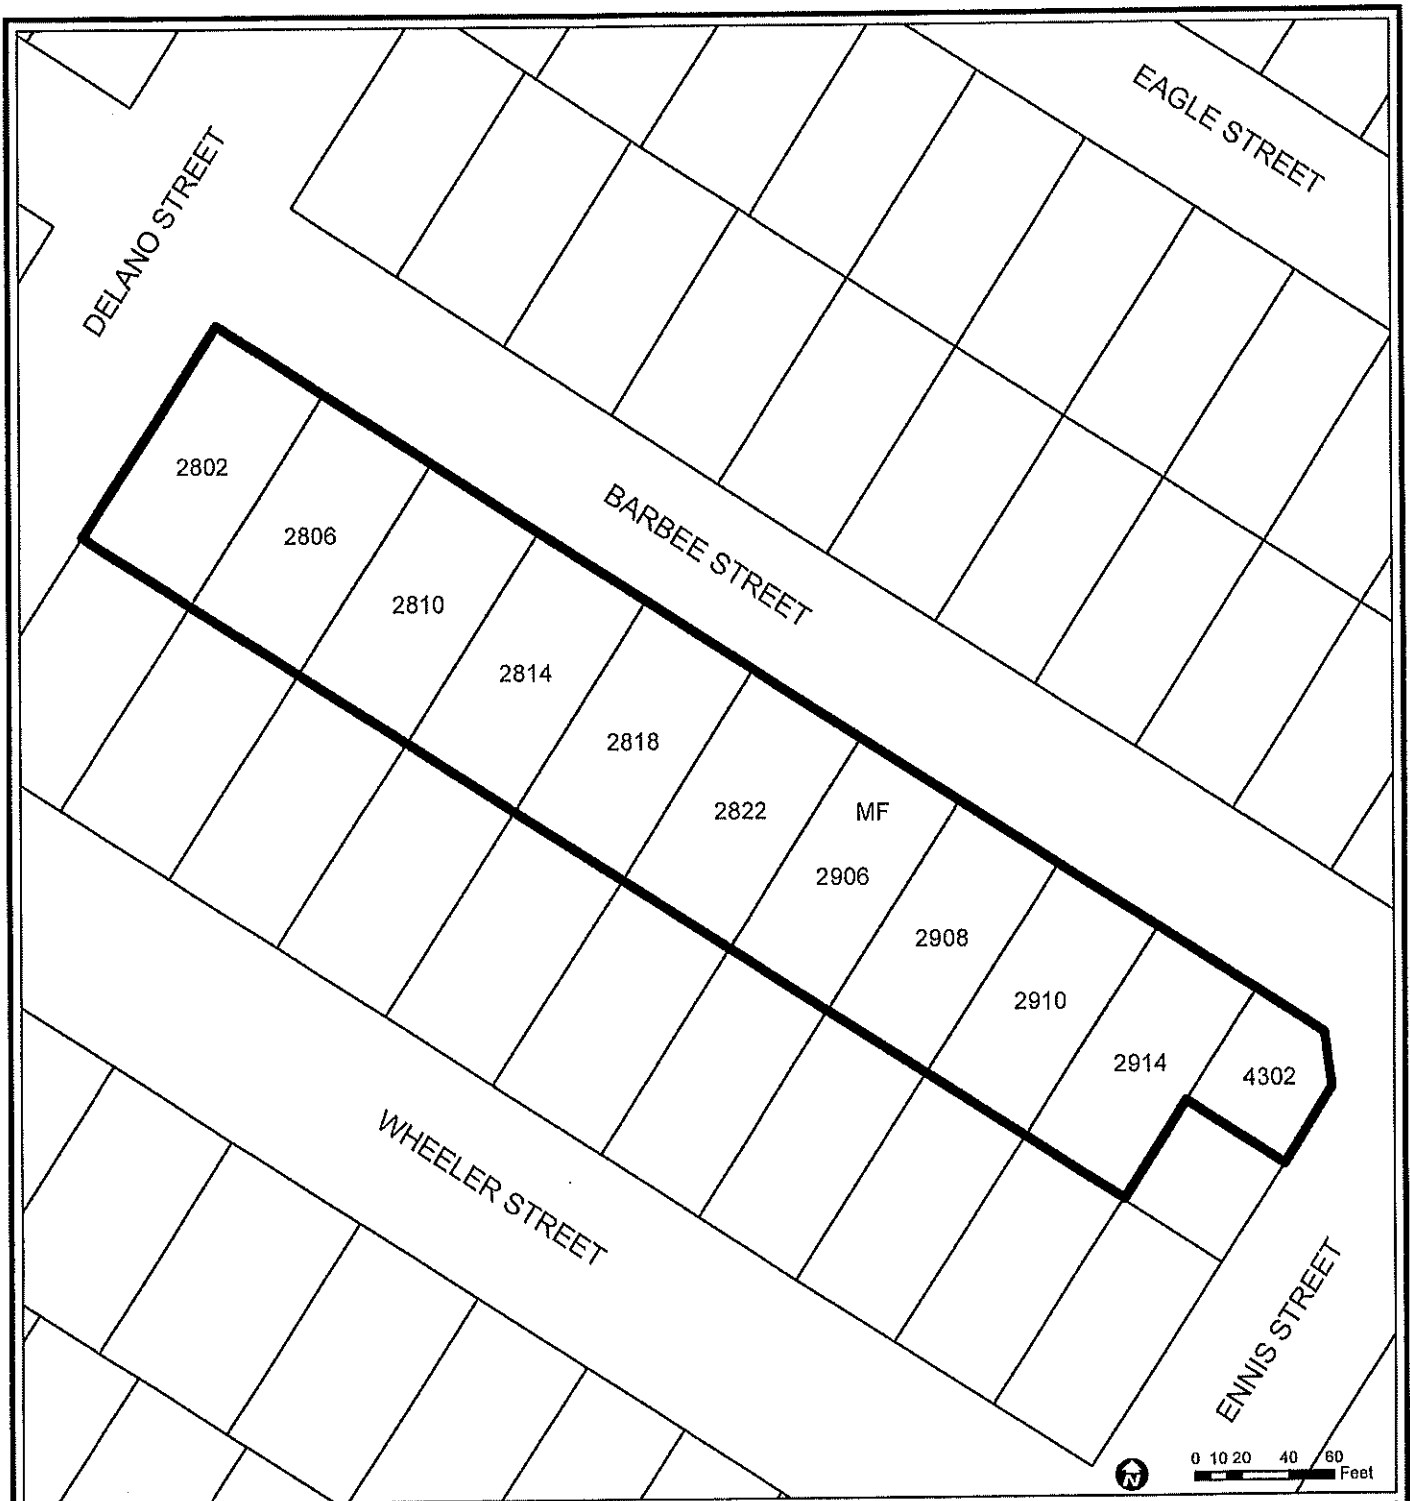 EAGLE STREET
DELANO STREET
2802
2806
BARBEE STREET
2810
2814
2818
2822
MF
2906
2908
2910
2914
4302
WHEELER STREET
ENNIS STREET
N
0 10 20 40 60
Feet